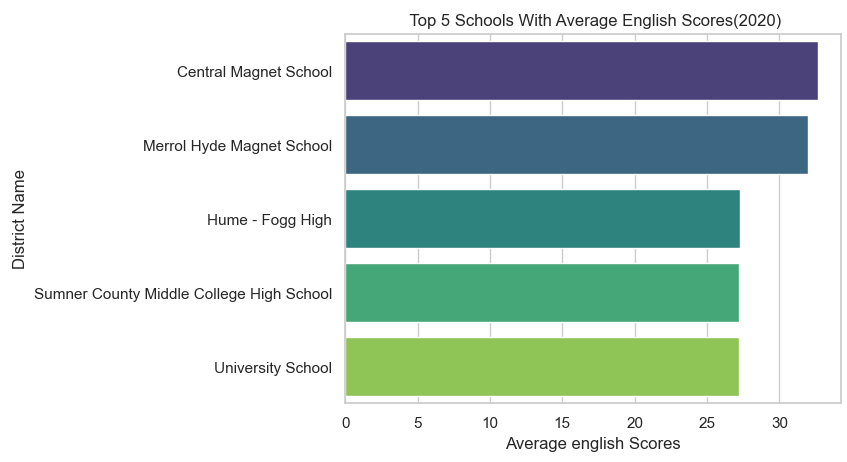 Top 5 Schools With Average English Scores(2020)
District Name
Central Magnet School
Merrol Hyde Magnet School
Hume - Fogg High
Sumner County Middle College High School
University School
0 5 10 15 20 25 30
Average english Scores